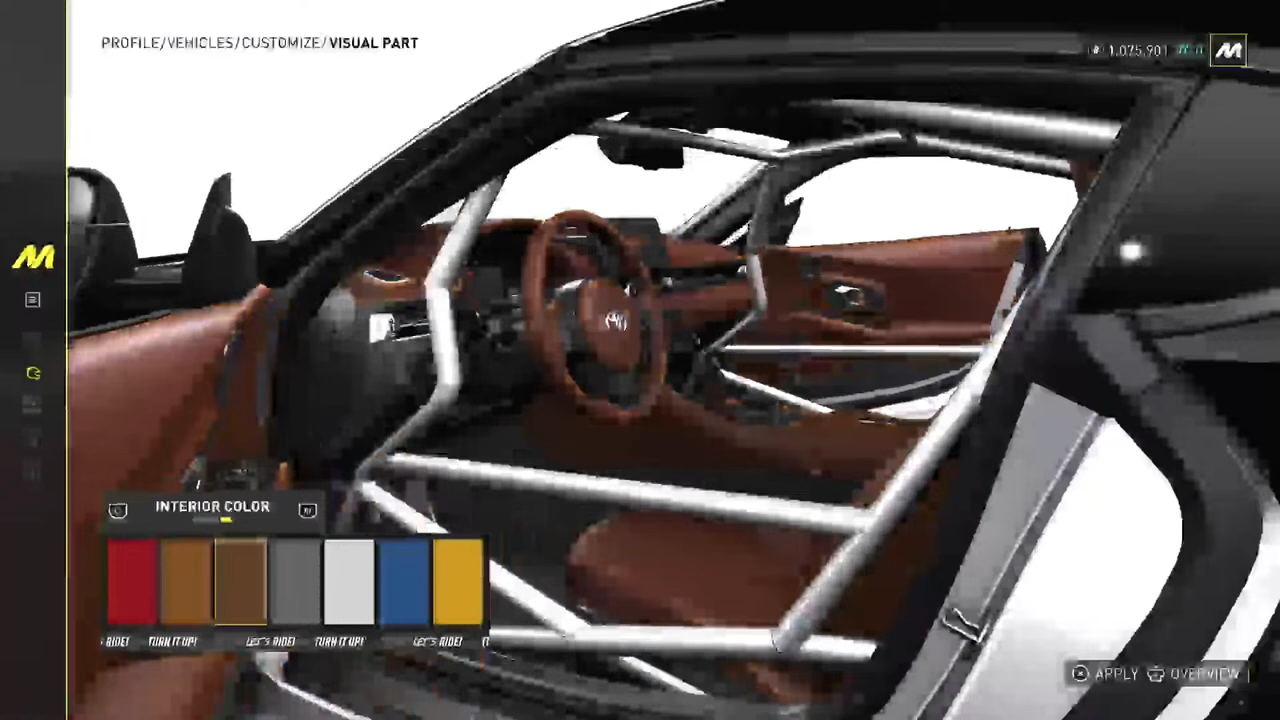 PROFILE/VEHICLES/CUSTOMIZE/VISUAL PART
1,075,901
INTERIOR COLOR
RIDE! TURN IT UP! LET'S RIDE! TURN IT UP! LET'S RIDE!
APPLY OVERVIEW